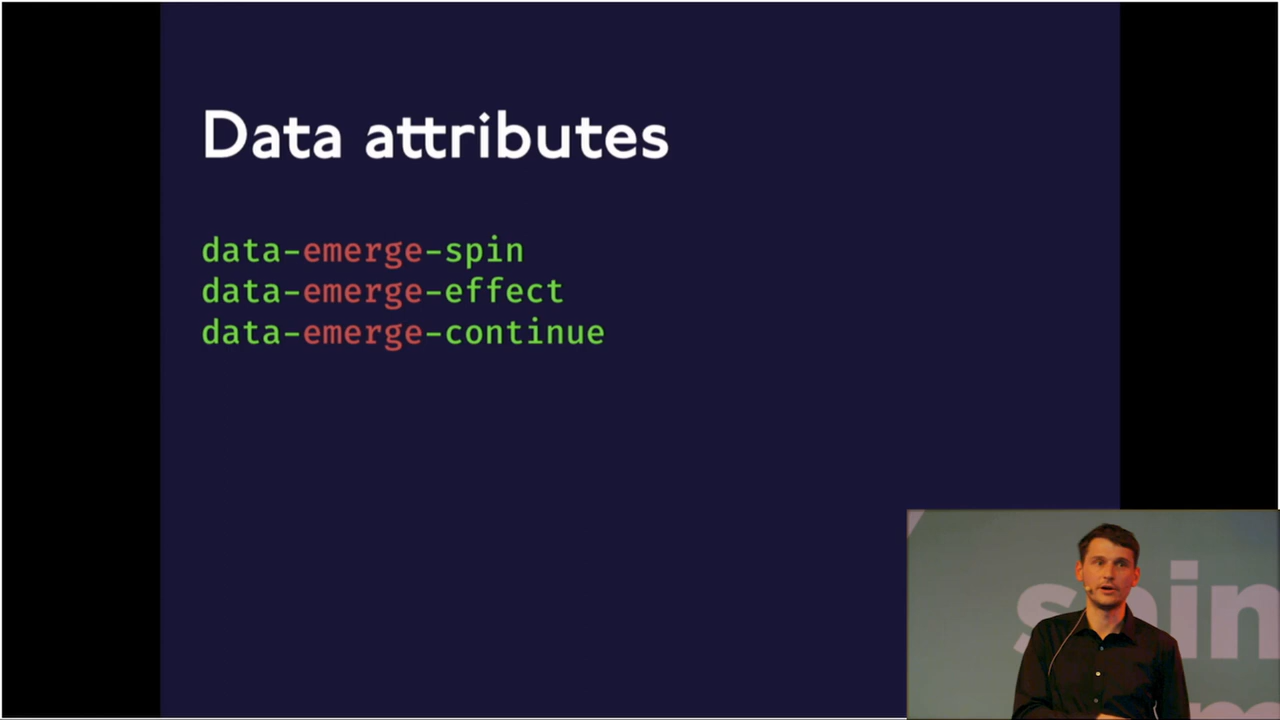 Data attributes
data-emerge-spin
data-emerge-effect
data-emerge-continue
spin